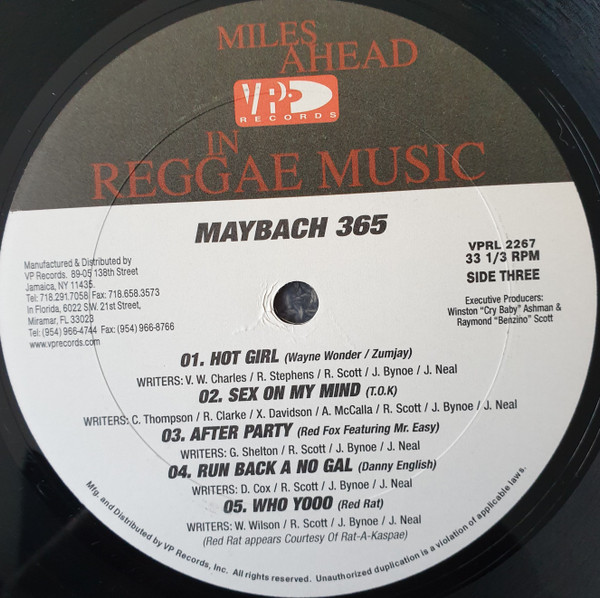 MILES
AHEAD
VP
RECORDS
IN
REGGAE MUSIC
MAYBACH 365
Manufactured & Distributed by
VP Records. 89-05 138th Street
Jamaica, NY 11435.
Tel: 718.291.7058 Fax: 718.658.3573
In Florida, 6022 S.W. 21st Street,
Miramar, FL 33023
Tel: (954) 966-4744 Fax: (954) 966-8766
www.vprecords.com
VPRL 2267
33 1/3 RPM
SIDE THREE
Executive Producers:
Winston "Cry Baby" Ashman &
Raymond "Benzino" Scott
01. HOT GIRL (Wayne Wonder / Zumjay)
WRITERS: V. W. Charles / R. Stephens / R. Scott / J. Bynoe / J. Neal
02. SEX ON MY MIND (T.O.K)
WRITERS: C. Thompson / R. Clarke / X. Davidson / A. McCalla / R. Scott / J. Bynoe / J. Neal
03. AFTER PARTY (Red Fox Featuring Mr. Easy)
WRITERS: G. Shelton / R. Scott / J. Bynoe / J. Neal
04. RUN BACK A NO GAL (Danny English)
WRITERS: D. Cox / R. Scott / J. Bynoe / J. Neal
05. WHO YOOO (Red Rat)
WRITERS: W. Wilson / R. Scott / J. Bynoe / J. Neal
(Red Rat appears Courtesy Of Rat-A-Kaspae)
Mfg. and Distributed by VP Records, Inc. All rights reserved. Unauthorized duplication is a violation of applicable laws.